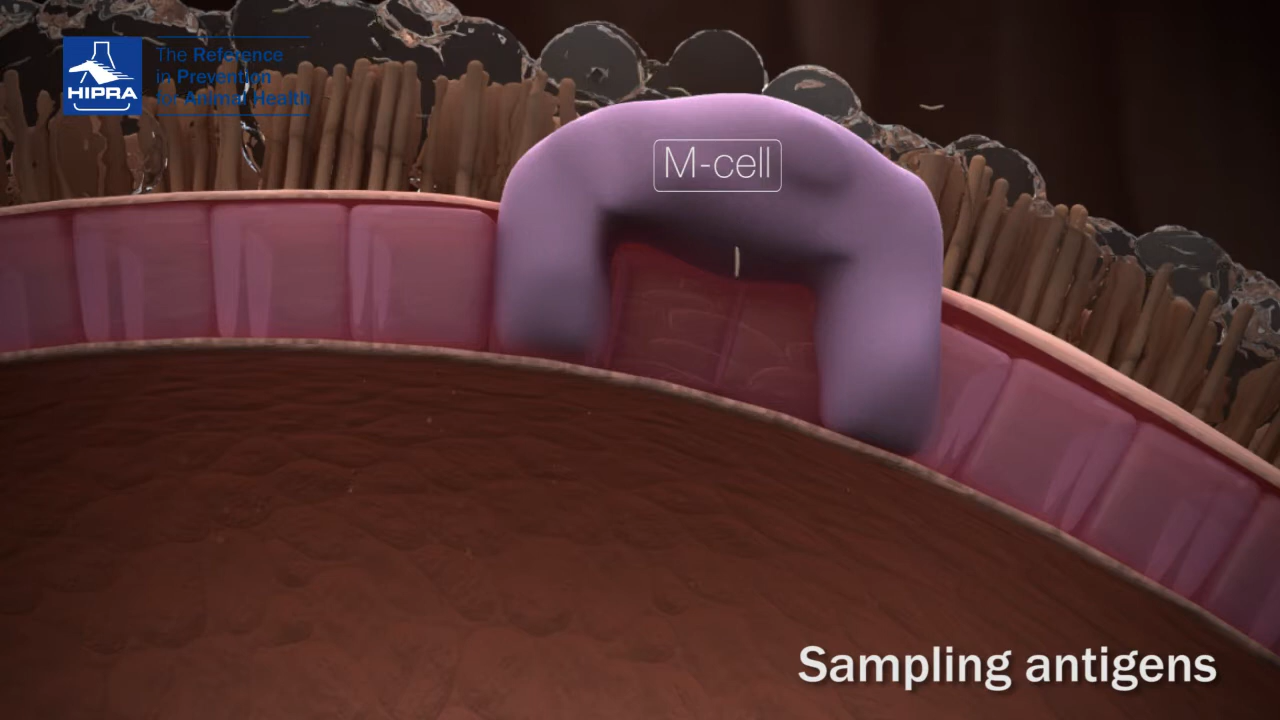 HIPRA
The Reference
in Prevention
for Animal Health
M-cell
Sampling antigens